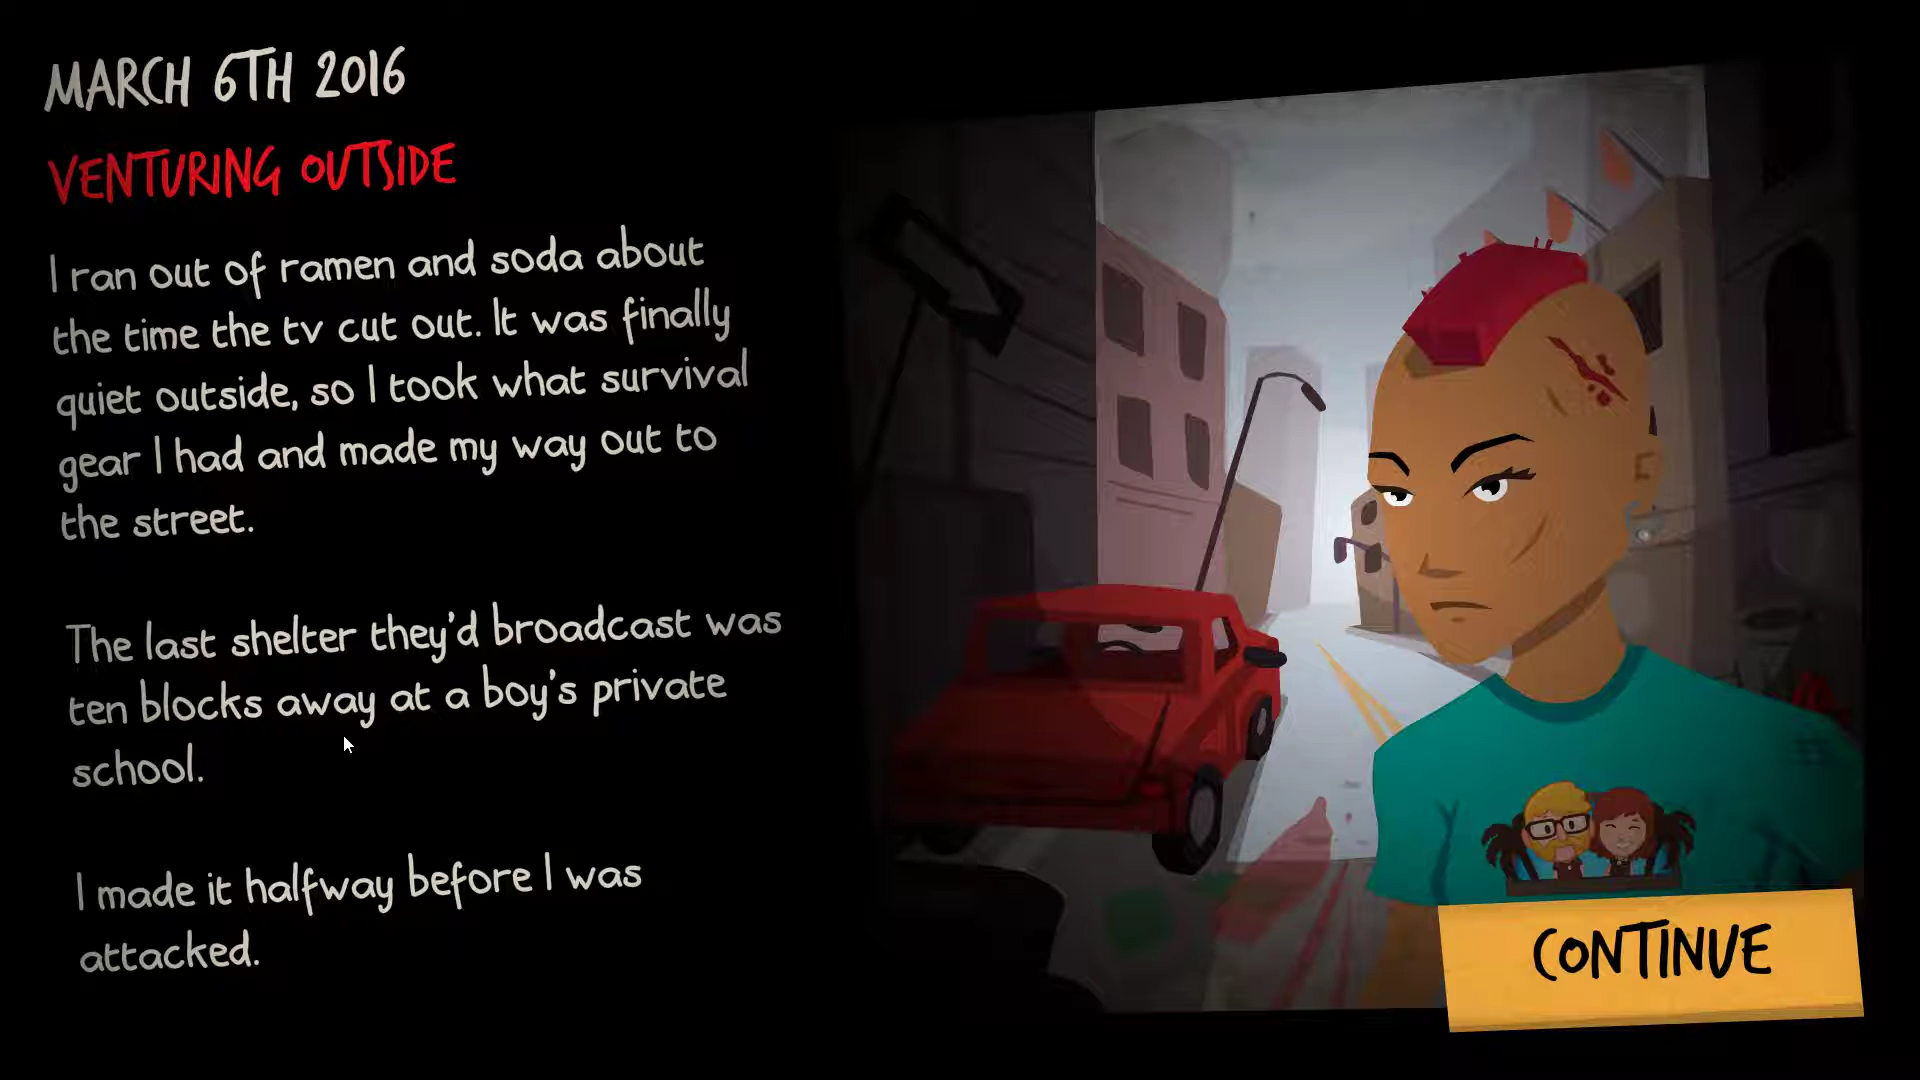 MARCH 6TH 2016
VENTURING OUTSIDE
I ran out of ramen and soda about
the time the tv cut out. It was finally
quiet outside, so I took what survival
gear I had and made my way out to
the street.
The last shelter they'd broadcast was
ten blocks away at a boy's private
school.
I made it halfway before I was
attacked.
CONTINUE